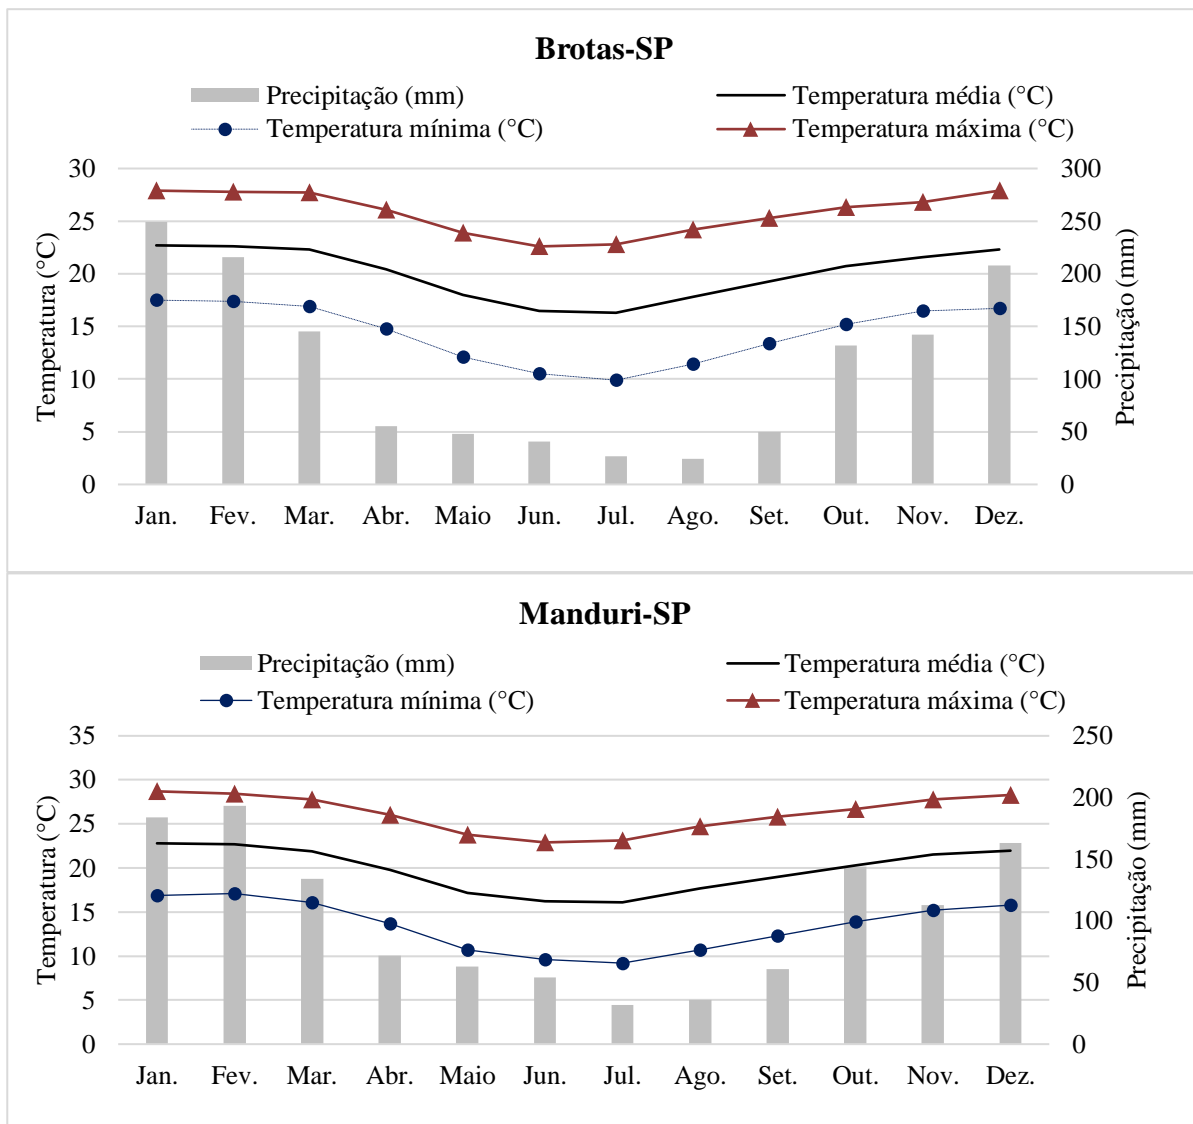 Brotas-SP
Precipitação (mm) Temperatura média (°C)
Temperatura mínima (°C) Temperatura máxima (°C)
Temperatura (°C)
30
25
20
15
10
5
0
300
250
200
150
100
50
0
Precipitação (mm)
Jan. Fev. Mar. Abr. Maio Jun. Jul. Ago. Set. Out. Nov. Dez.
Manduri-SP
Precipitação (mm) Temperatura média (°C)
Temperatura mínima (°C) Temperatura máxima (°C)
Temperatura (°C)
35
30
25
20
15
10
5
0
250
200
150
100
50
0
Precipitação (mm)
Jan. Fev. Mar. Abr. Maio Jun. Jul. Ago. Set. Out. Nov. Dez.